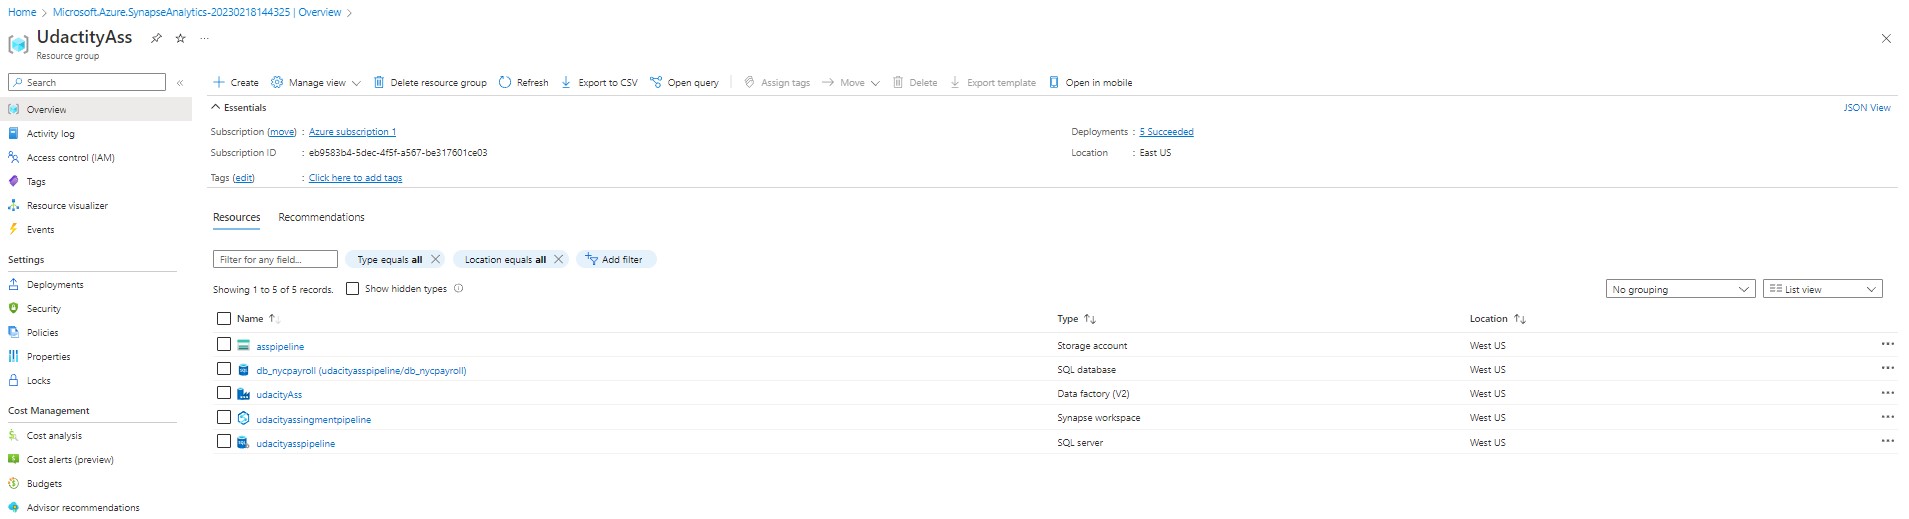 Home > Microsoft.Azure.SynapseAnalytics-20230218144325 | Overview >
UdactityAss
Resource group
Search
Overview
Activity log
Access control (IAM)
Tags
Resource visualizer
Events
Settings
Deployments
Security
Policies
Properties
Locks
Cost Management
Cost analysis
Cost alerts (preview)
Budgets
Advisor recommendations
Create Manage view Delete resource group Refresh Export to CSV Open query Assign tags Move Delete Export template Open in mobile
Essentials JSON View
Subscription (move) : Azure subscription 1 Deployments : 5 Succeeded
Subscription ID : eb9583b4-5dec-4f5f-a567-be317601ce03 Location : East US
Tags (edit) : Click here to add tags
Resources Recommendations
Filter for any field... Type equals all Location equals all Add filter
Showing 1 to 5 of 5 records. Show hidden types No grouping List view
Name Type Location
asspipeline Storage account West US
db_nycpayroll (udacityasspipeline/db_nycpayroll) SQL database West US
udacityAss Data factory (V2) West US
udacityassingmentpipeline Synapse workspace West US
udacityasspipeline SQL server West US